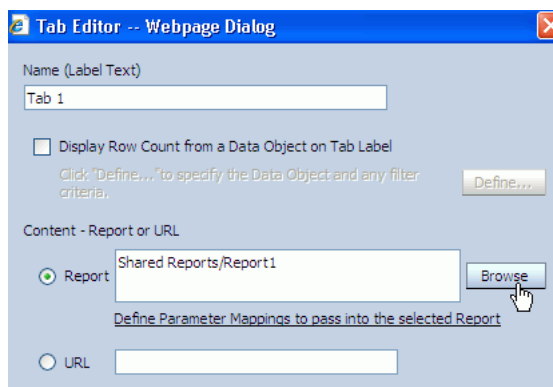 Tab Editor -- Webpage Dialog
Name (Label Text)
Tab 1
Display Row Count from a Data Object on Tab Label
Click "Define..."to specify the Data Object and any filter
criteria.
Define...
Content - Report or URL
Report
Shared Reports/Report1
Browse
Define Parameter Mappings to pass into the selected Report
URL